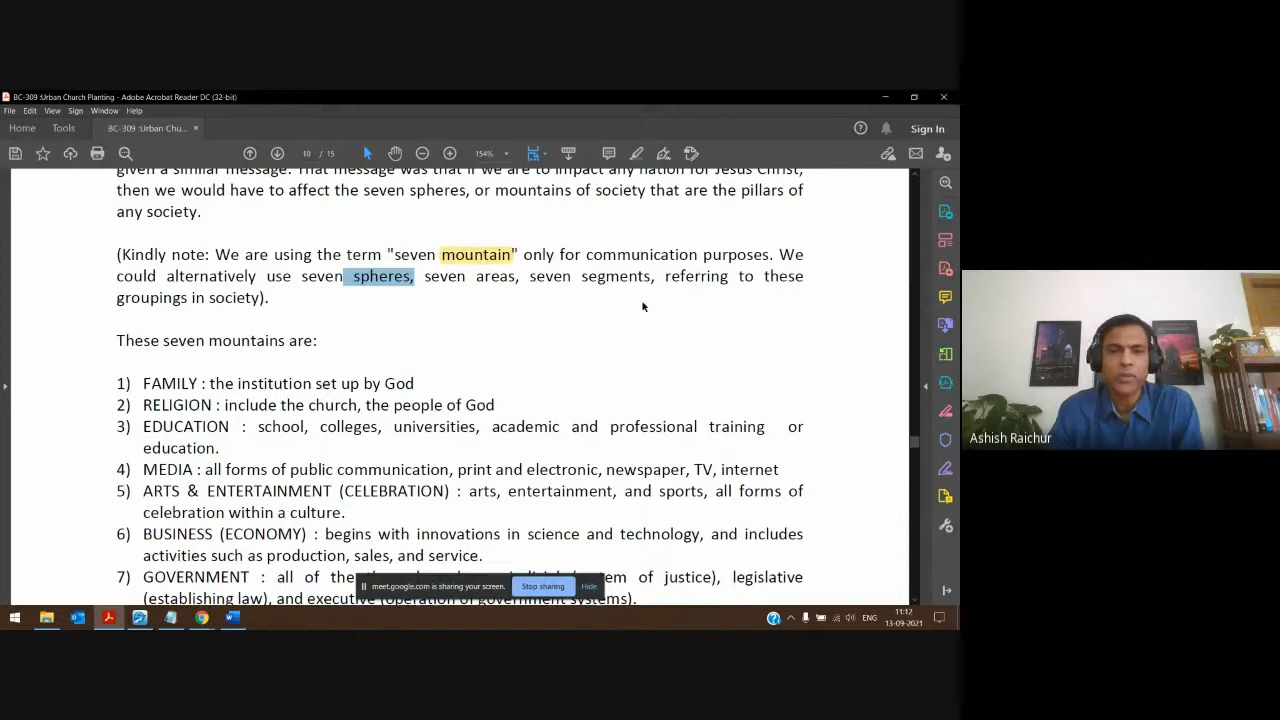 BC-309 :Urban Church Planting - Adobe Acrobat Reader DC (32-bit)
File Edit View Sign Window Help
Home Tools BC-309 :Urban Chu... × Sign In
10 / 15 154%
given a similar message. That message was that if we are to impact any nation for Jesus Christ,
then we would have to affect the seven spheres, or mountains of society that are the pillars of
any society.
(Kindly note: We are using the term "seven mountain" only for communication purposes. We
could alternatively use seven spheres, seven areas, seven segments, referring to these
groupings in society).
These seven mountains are:
1) FAMILY : the institution set up by God
2) RELIGION : include the church, the people of God
3) EDUCATION : school, colleges, universities, academic and professional training or
education.
4) MEDIA : all forms of public communication, print and electronic, newspaper, TV, internet
5) ARTS & ENTERTAINMENT (CELEBRATION) : arts, entertainment, and sports, all forms of
celebration within a culture.
6) BUSINESS (ECONOMY) : begins with innovations in science and technology, and includes
activities such as production, sales, and service.
7) GOVERNMENT : all of the of justice), legislative
(establishing law), and executive (operation of government systems).
meet.google.com is sharing your screen. Stop sharing Hide
ENG 11:12
13-09-2021
Ashish Raichur